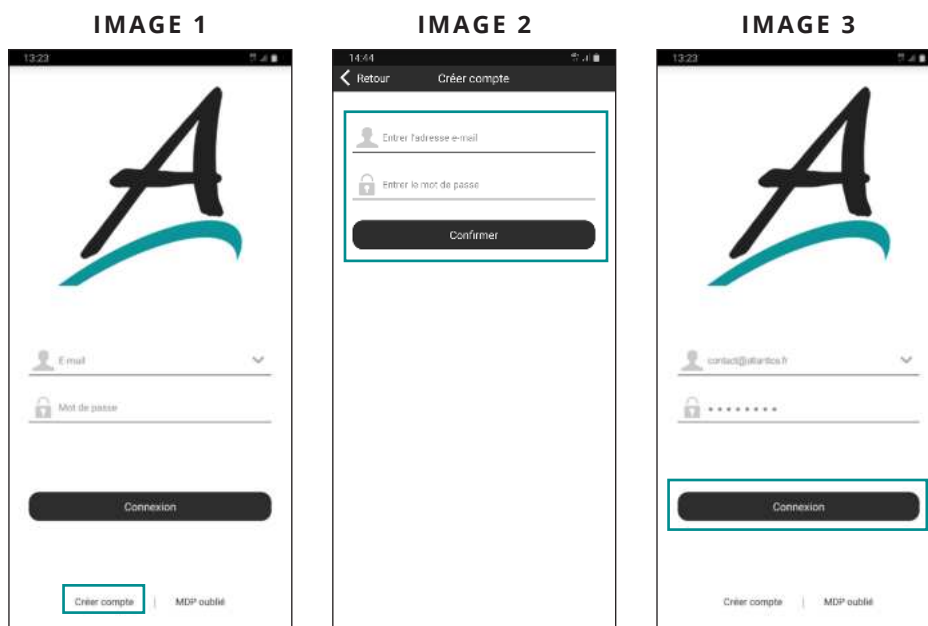 IMAGE 1
13:23
E-mail
Mot de passe
Connexion
Créer compte | MDP oublié
IMAGE 2
14:44
Retour Créer compte
Entrer l'adresse e-mail
Entrer le mot de passe
Confirmer
IMAGE 3
13:23
contact@atlantics.fr
Connexion
Créer compte | MDP oublié